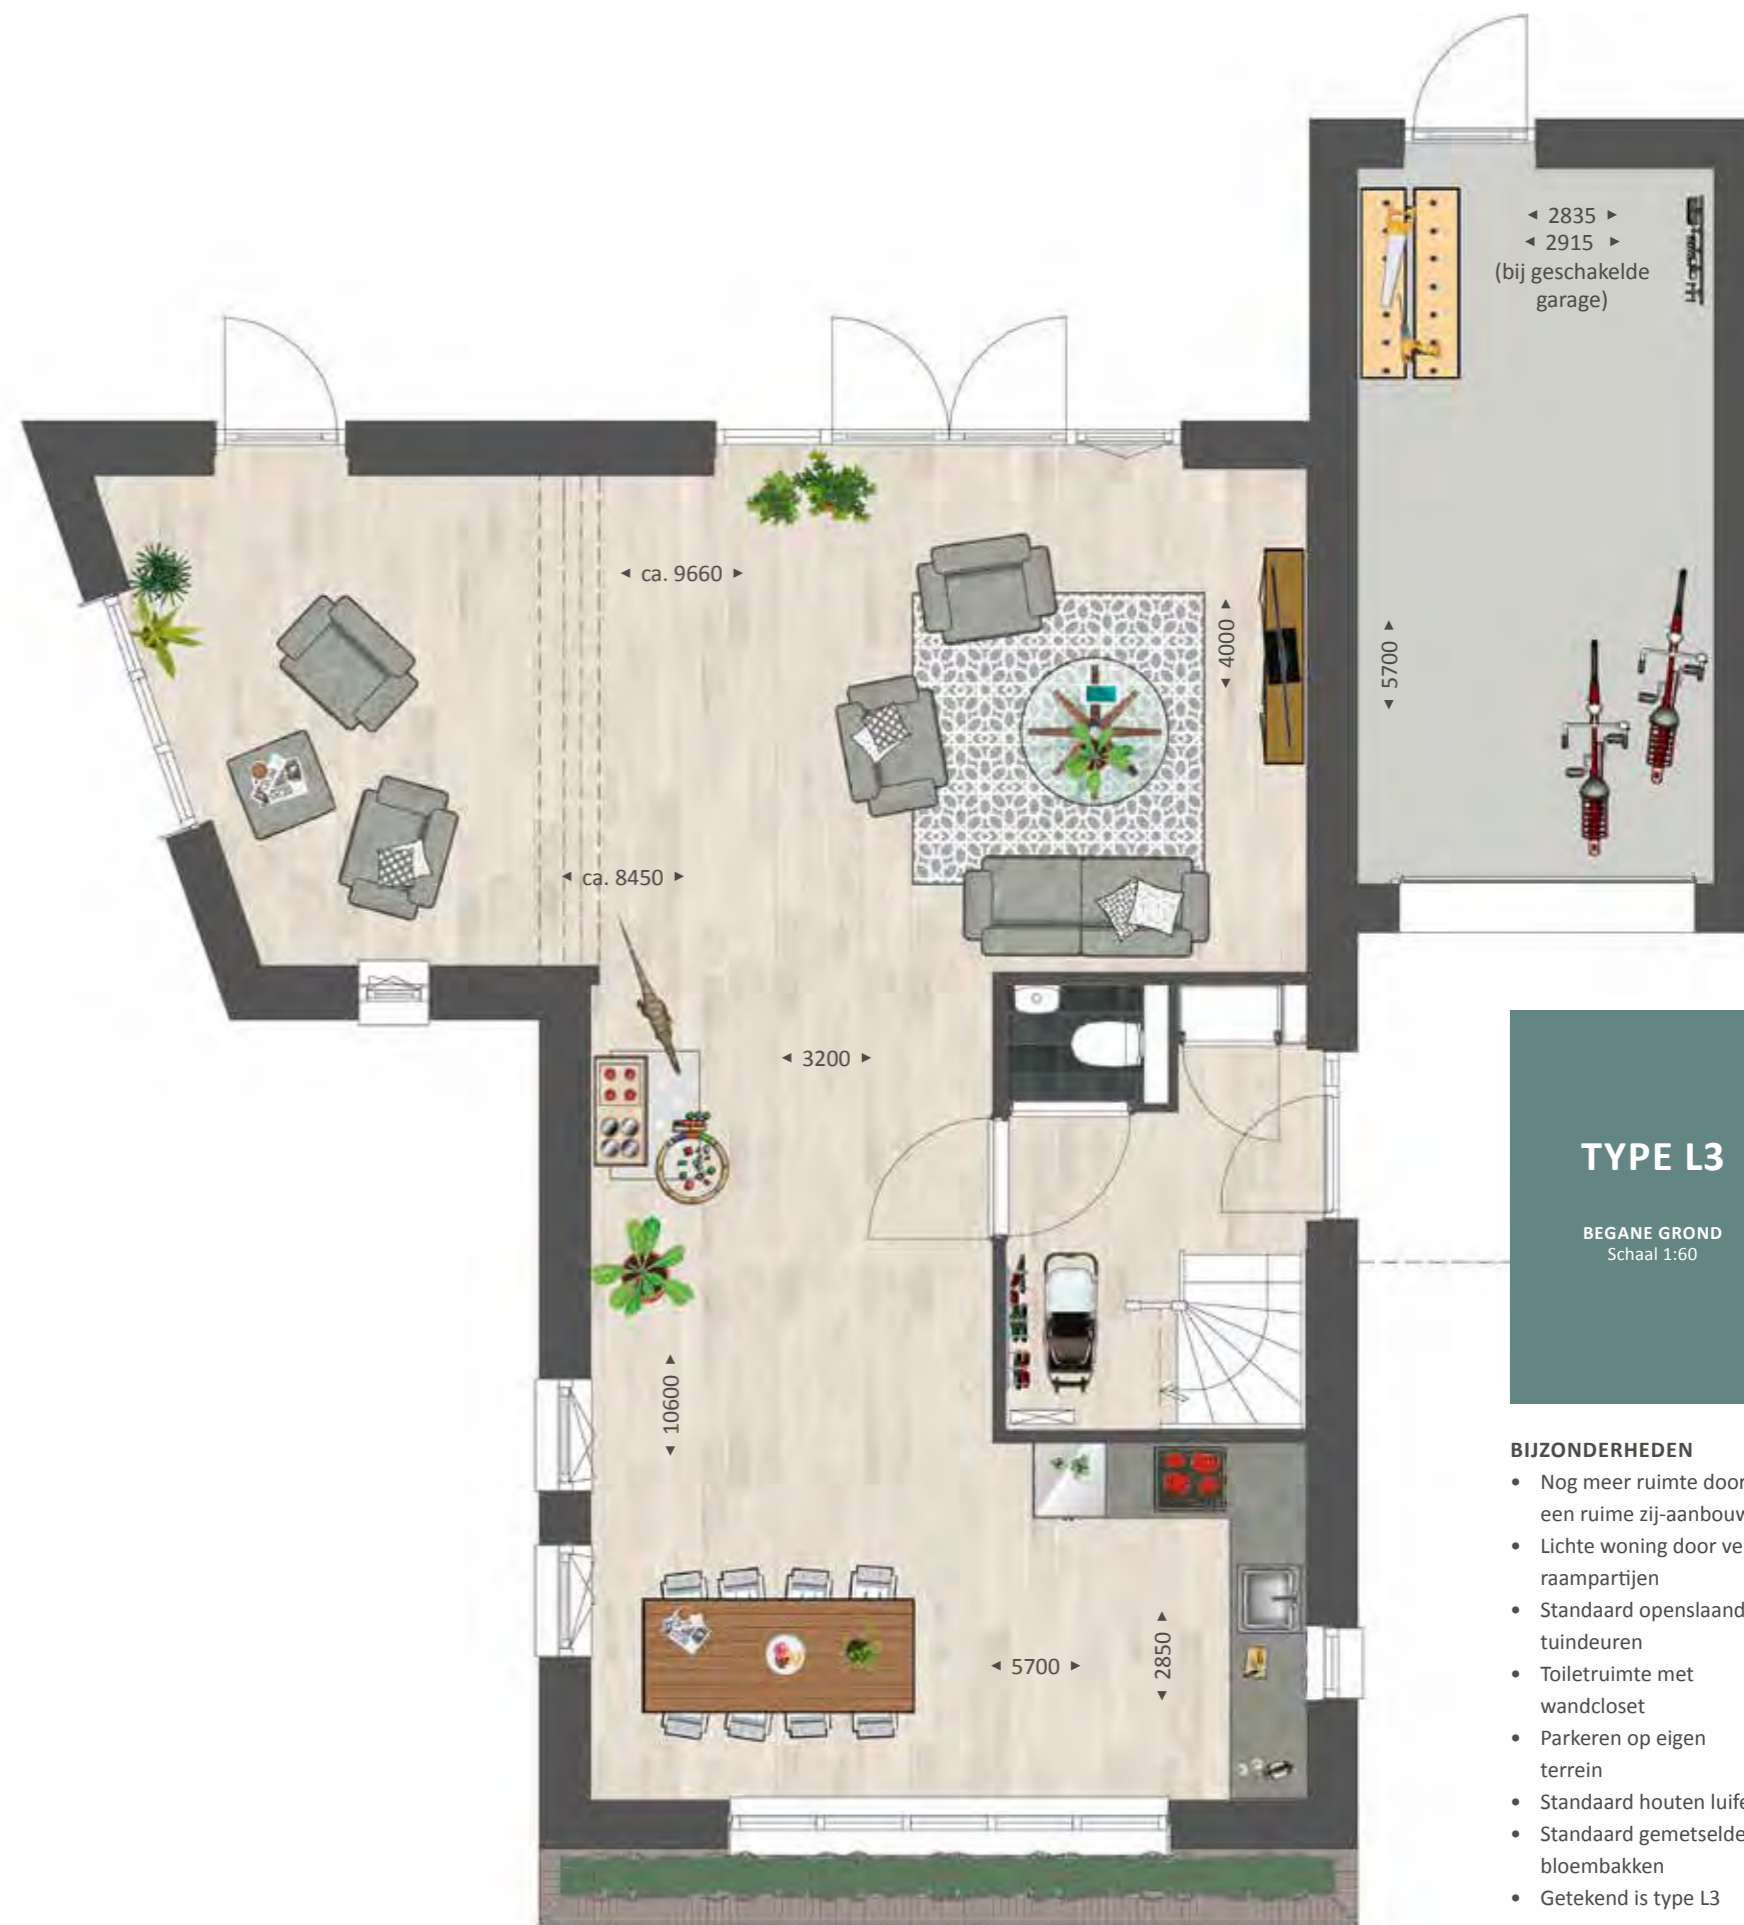 ◄ 2835 ►
◄ 2915 ►
(bij geschakelde
garage)
◄ ca. 9660 ►
◄ 4000 ►
◄ 5700 ►
◄ ca. 8450 ►
◄ 3200 ►
◄ 10600 ►
◄ 5700 ►
◄ 2850 ►
TYPE L3
BEGANE GROND
Schaal 1:60
BIJZONDERHEDEN
• Nog meer ruimte door
een ruime zij-aanbouw
• Lichte woning door ve
raampartijen
• Standaard openslaand
tuindeuren
• Toiletruimte met
wandcloset
• Parkeren op eigen
terrein
• Standaard houten luife
• Standaard gemetselde
bloembakken
• Getekend is type L3